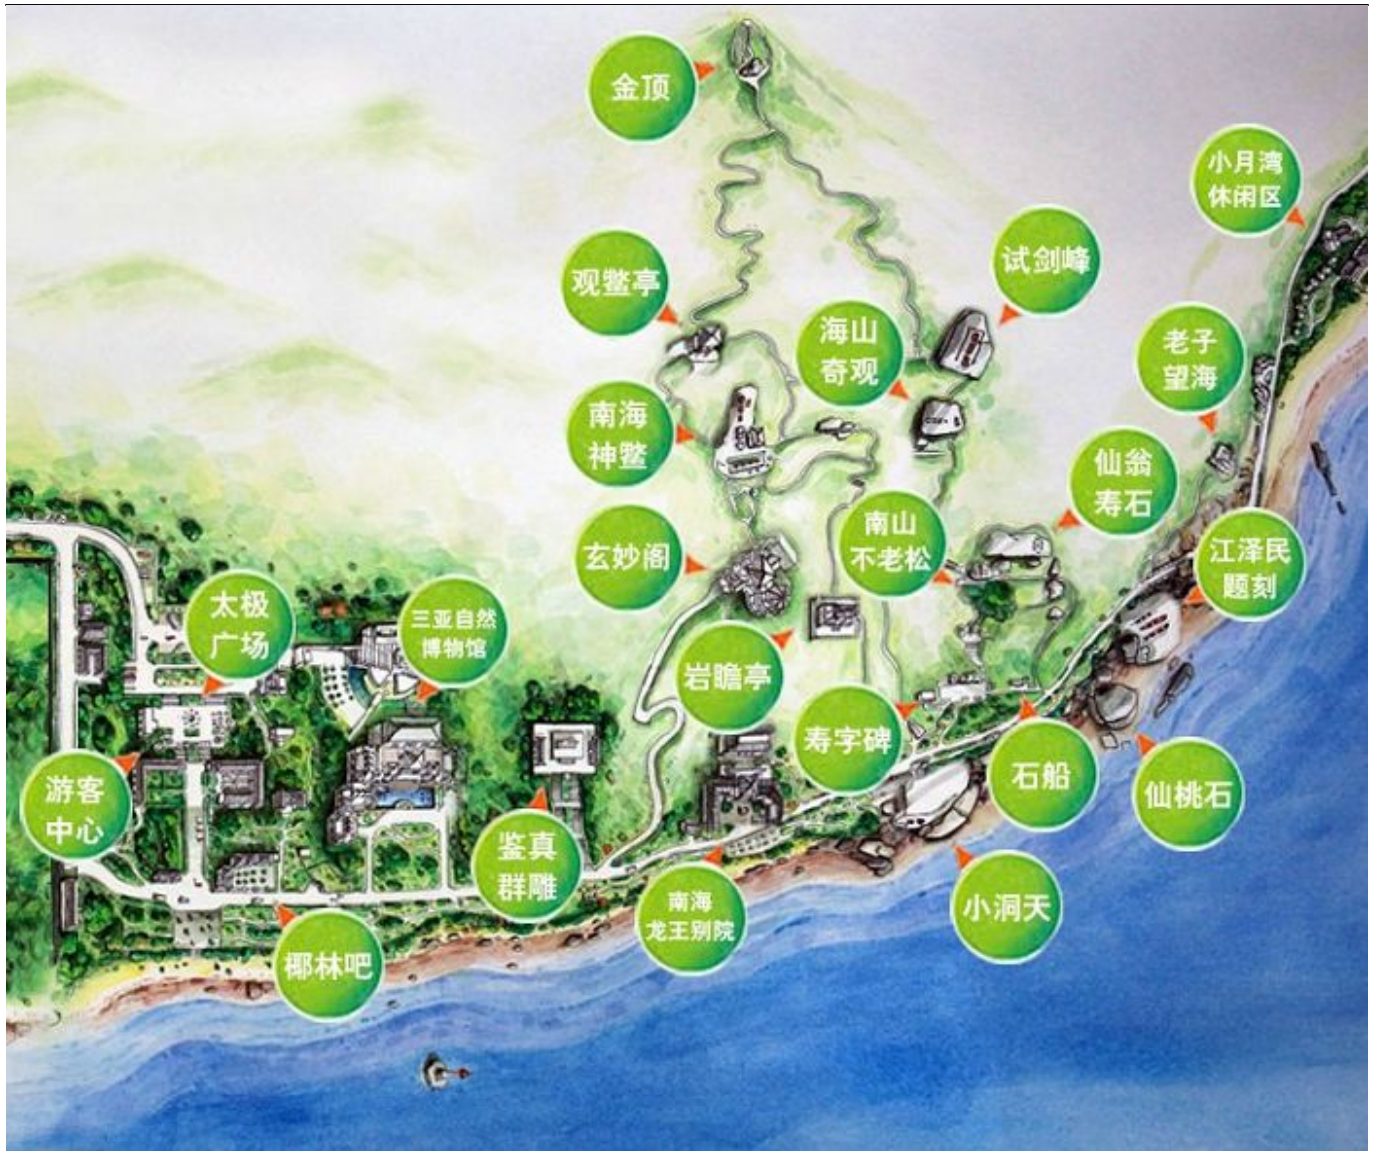 金顶
小月湾
休闲区
试剑峰
观鳌亭
海山
奇观
老子
望海
南海
神鳌
仙翁
寿石
南山
不老松
玄妙阁
江泽民
题刻
太极
广场
三亚自然
博物馆
岩瞻亭
寿字碑
石船
仙桃石
游客
中心
鉴真
群雕
南海
龙王别院
小洞天
椰林吧